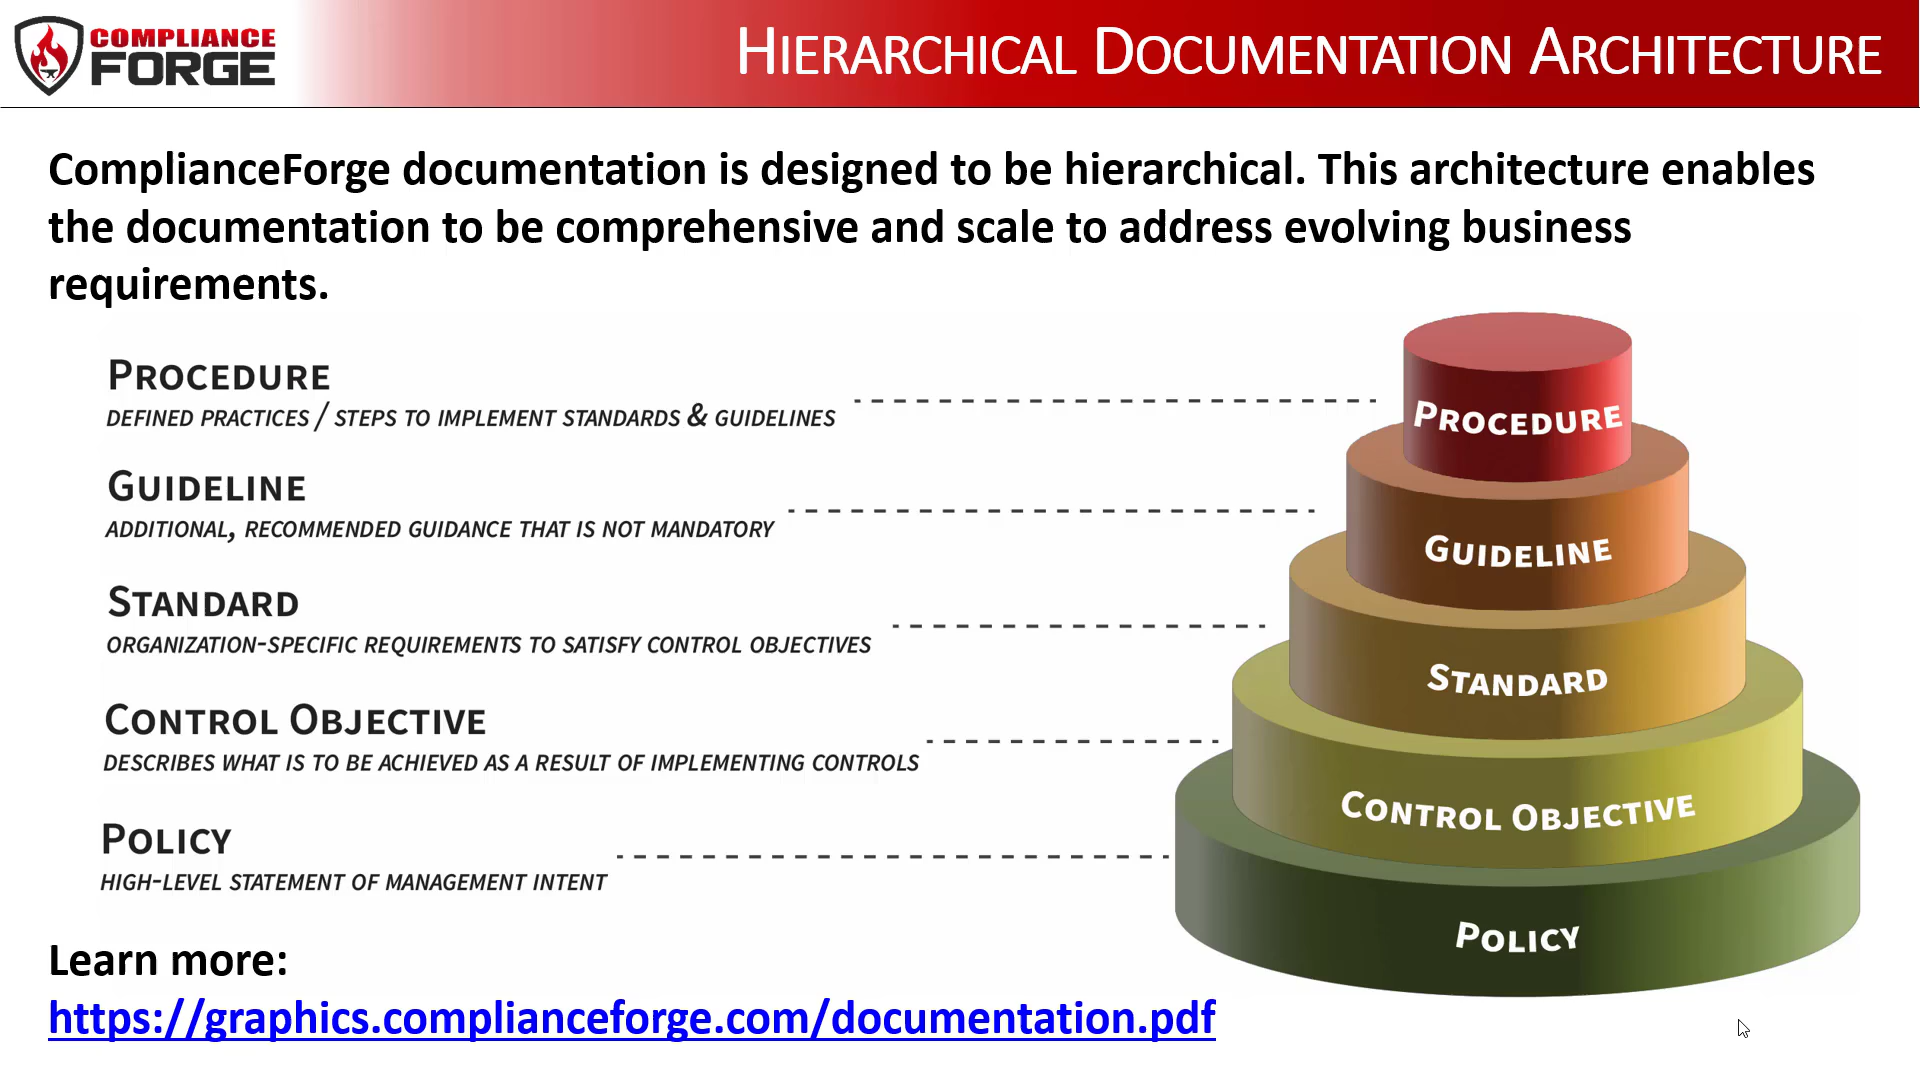 COMPLIANCE
FORGE
HIERARCHICAL DOCUMENTATION ARCHITECTURE
ComplianceForge documentation is designed to be hierarchical. This architecture enables
the documentation to be comprehensive and scale to address evolving business
requirements.
PROCEDURE
DEFINED PRACTICES / STEPS TO IMPLEMENT STANDARDS & GUIDELINES
GUIDELINE
ADDITIONAL, RECOMMENDED GUIDANCE THAT IS NOT MANDATORY
STANDARD
ORGANIZATION-SPECIFIC REQUIREMENTS TO SATISFY CONTROL OBJECTIVES
CONTROL OBJECTIVE
DESCRIBES WHAT IS TO BE ACHIEVED AS A RESULT OF IMPLEMENTING CONTROLS
POLICY
HIGH-LEVEL STATEMENT OF MANAGEMENT INTENT
PROCEDURE
GUIDELINE
STANDARD
CONTROL OBJECTIVE
POLICY
Learn more:
https://graphics.complianceforge.com/documentation.pdf